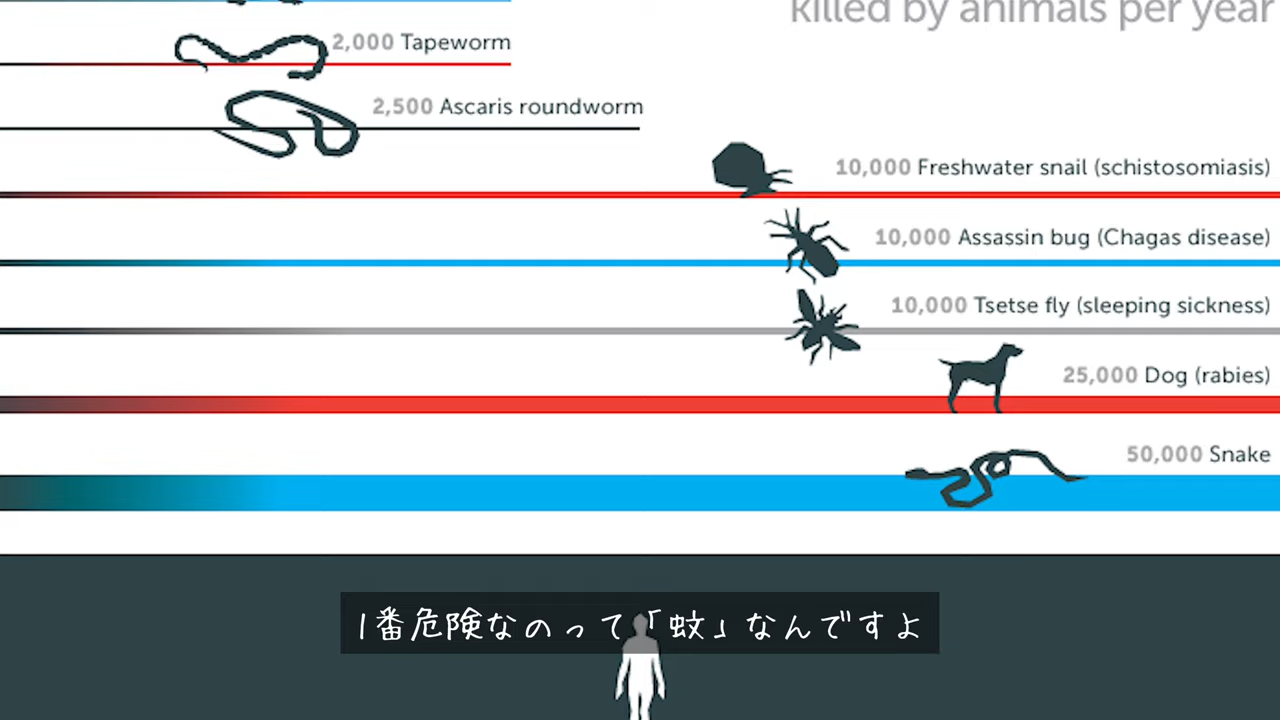 killed by animals per year
2,000 Tapeworm
2,500 Ascaris roundworm
10,000 Freshwater snail (schistosomiasis)
10,000 Assassin bug (Chagas disease)
10,000 Tsetse fly (sleeping sickness)
25,000 Dog (rabies)
50,000 Snake
1番危険なのって「蚊」なんですよ